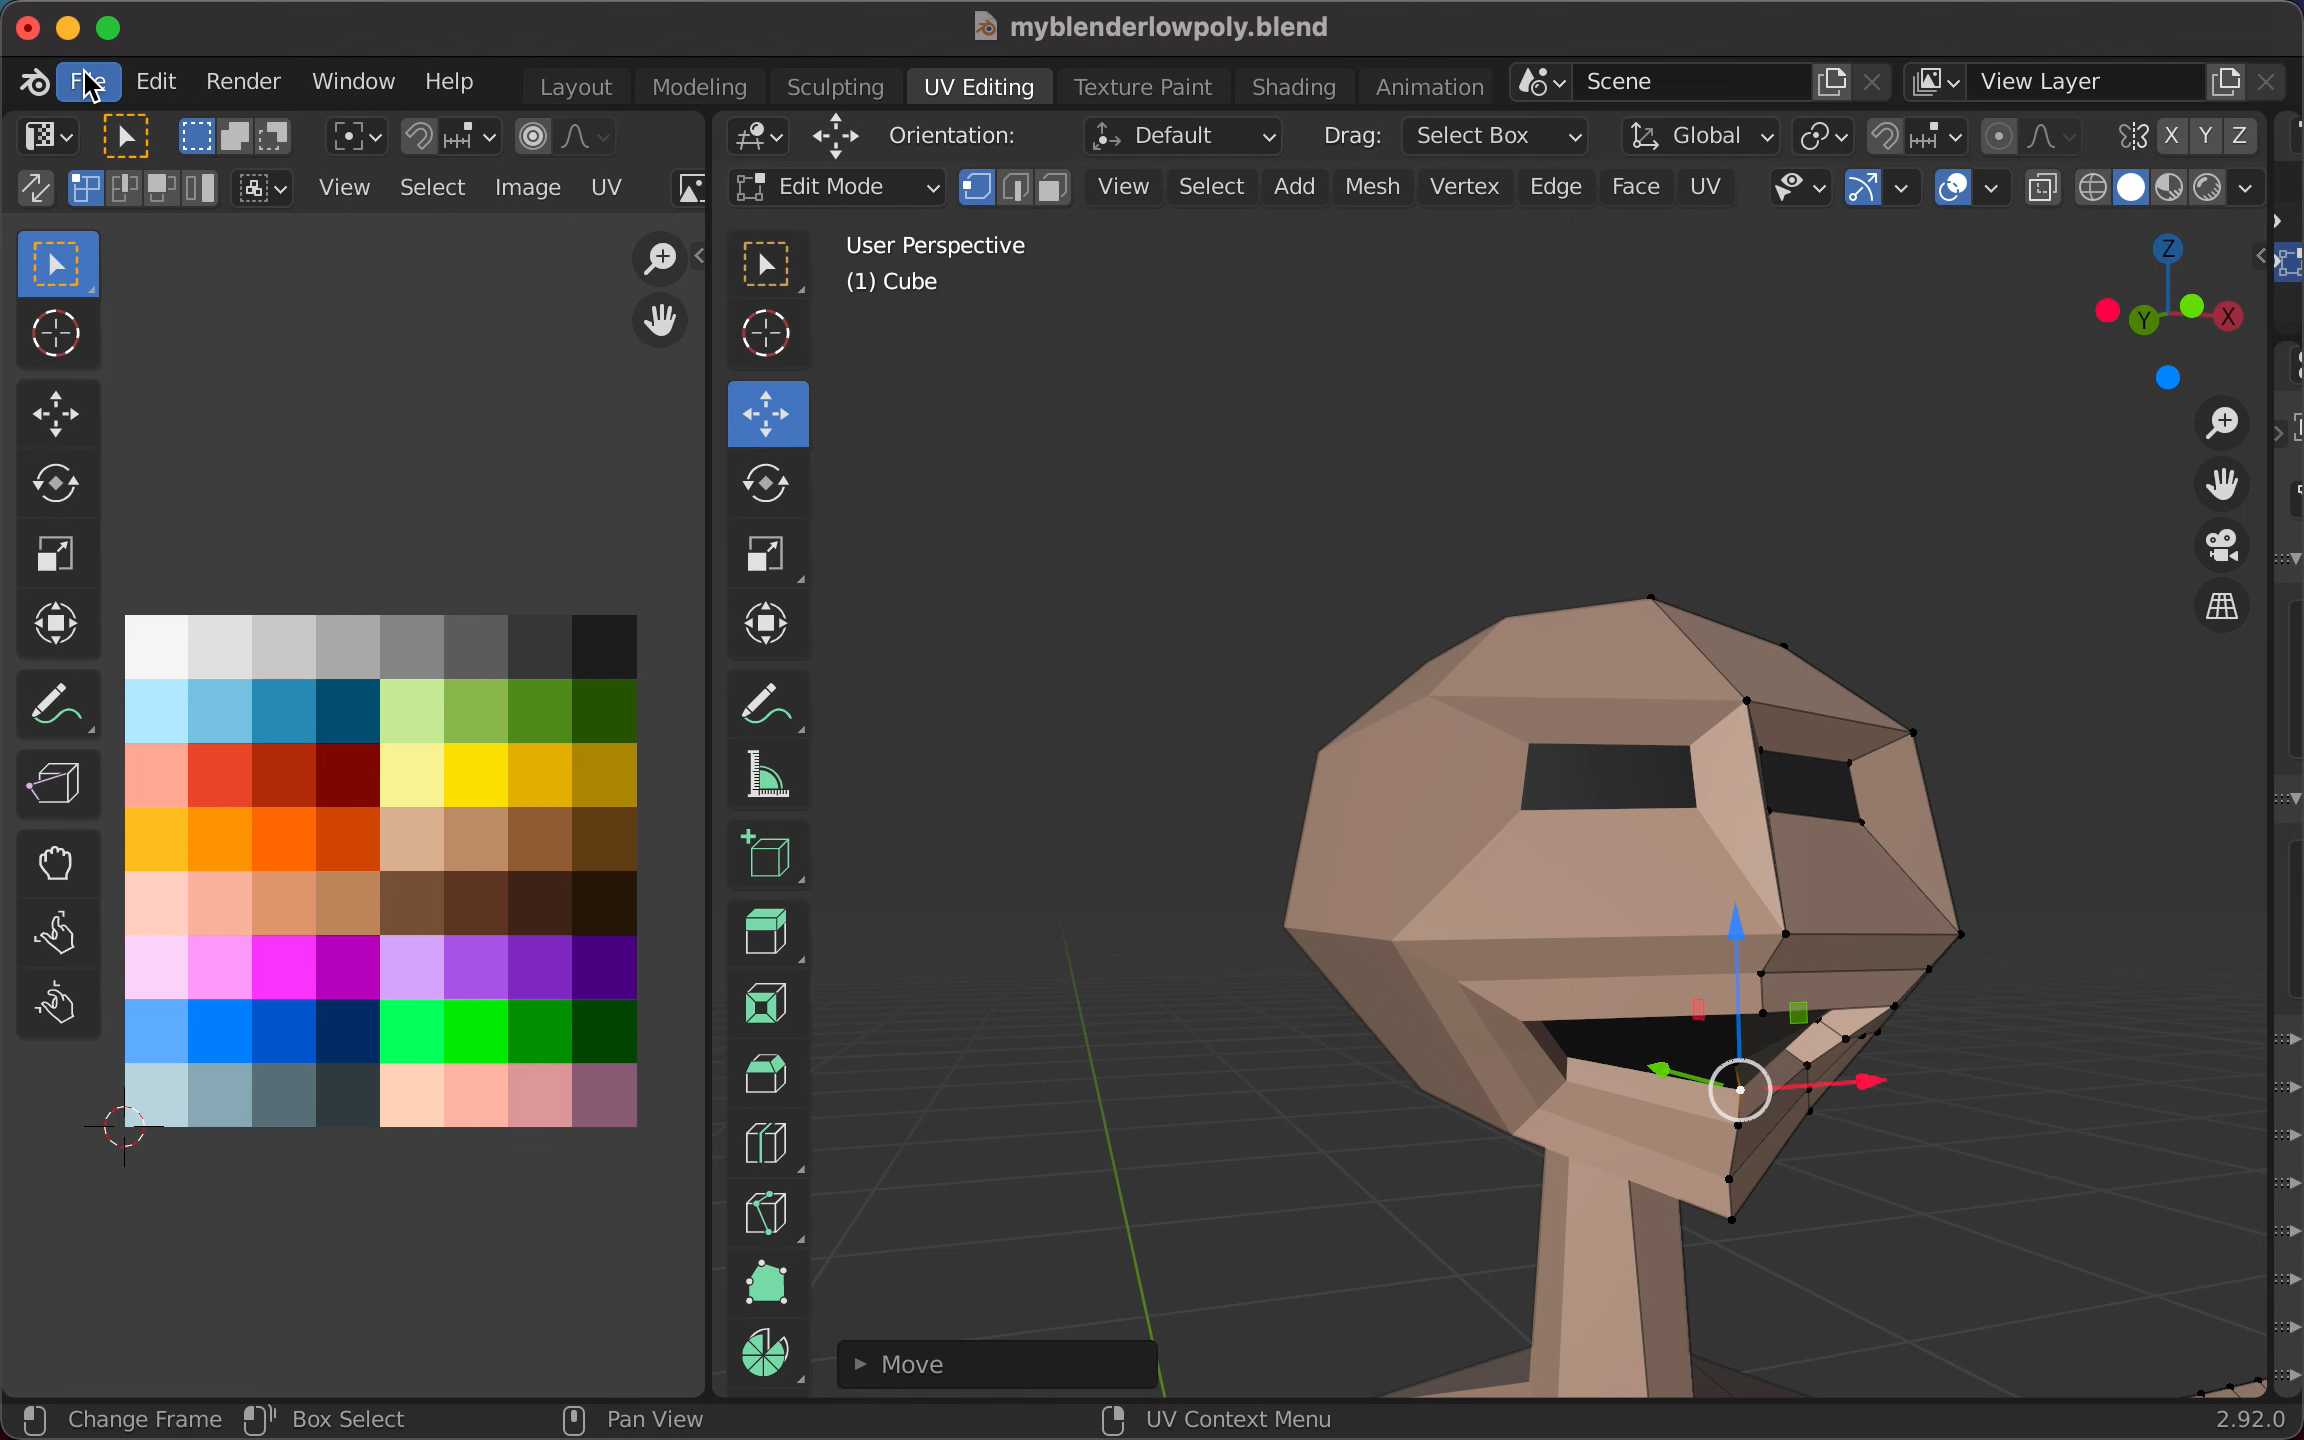 myblenderlowpoly.blend
File Edit Render Window Help Layout Modeling Sculpting UV Editing Texture Paint Shading Animation Scene View Layer
Orientation: Default Drag: Select Box Global X Y Z
View Select Image UV Edit Mode View Select Add Mesh Vertex Edge Face UV
User Perspective
(1) Cube
Z
Y X
Move
Change Frame Box Select Pan View UV Context Menu 2.92.0